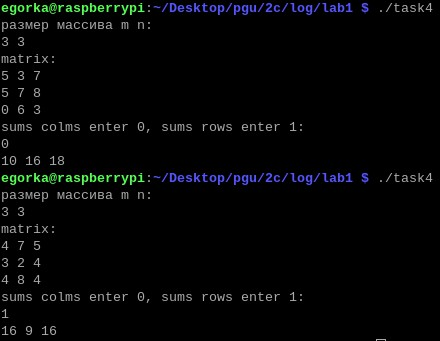 egorka@raspberrypi:~/Desktop/pgu/2c/log/lab1 $ ./task4
размер массива m n:
3 3
matrix:
5 3 7
5 7 8
0 6 3
sums colms enter 0, sums rows enter 1:
0
10 16 18
egorka@raspberrypi:~/Desktop/pgu/2c/log/lab1 $ ./task4
размер массива m n:
3 3
matrix:
4 7 5
3 2 4
4 8 4
sums colms enter 0, sums rows enter 1:
1
16 9 16